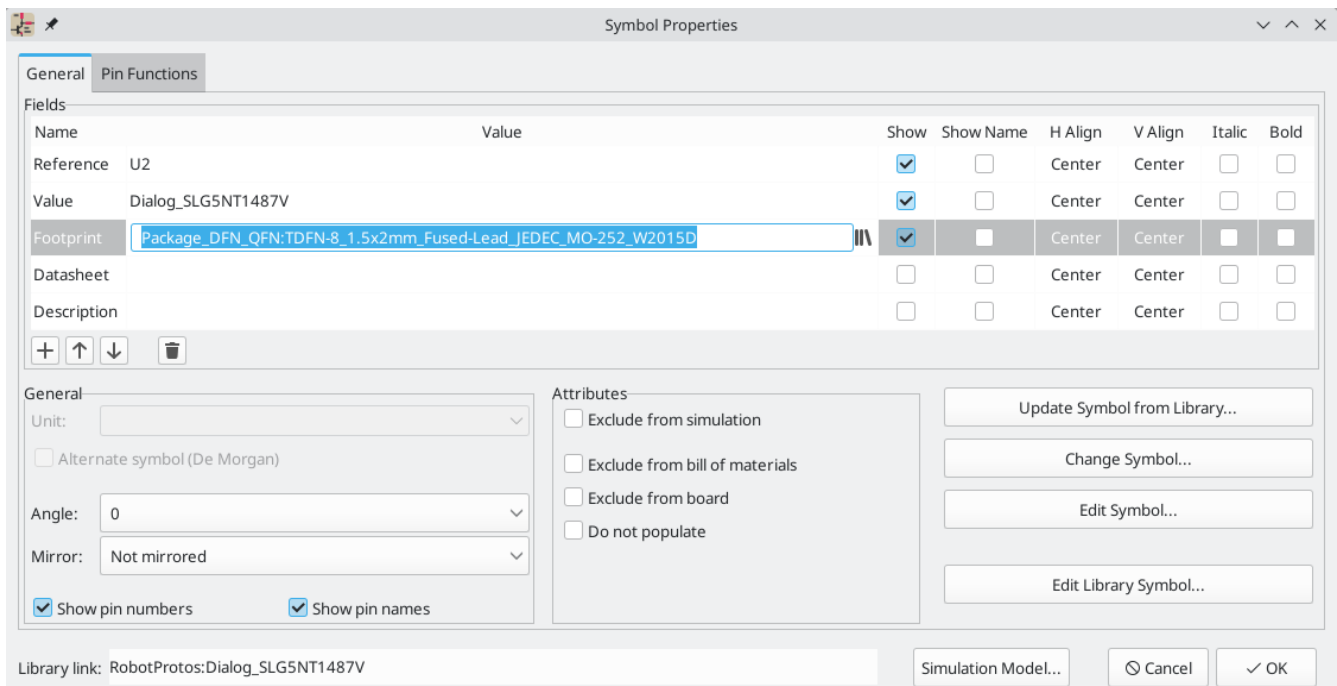 Symbol Properties
General Pin Functions
Fields
Name Value Show Show Name H Align V Align Italic Bold
Reference U2 Center Center
Value Dialog_SLG5NT1487V Center Center
Footprint Package_DFN_QFN:TDFN-8_1.5x2mm_Fused-Lead_JEDEC_MO-252_W2015D Center Center
Datasheet Center Center
Description Center Center
General
Unit:
Alternate symbol (De Morgan)
Angle: 0
Mirror: Not mirrored
Show pin numbers Show pin names
Attributes
Exclude from simulation
Exclude from bill of materials
Exclude from board
Do not populate
Update Symbol from Library...
Change Symbol...
Edit Symbol...
Edit Library Symbol...
Library link: RobotProtos:Dialog_SLG5NT1487V Simulation Model... Cancel OK